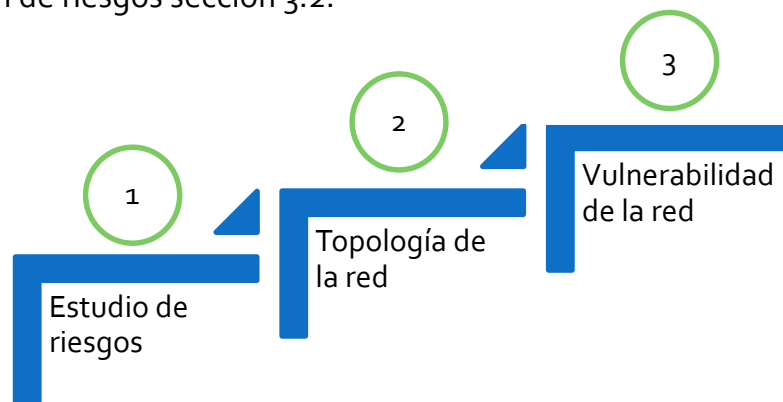 de riesgos sección 3.2.
1
Estudio de
riesgos
2
Topología de
la red
3
Vulnerabilidad
de la red